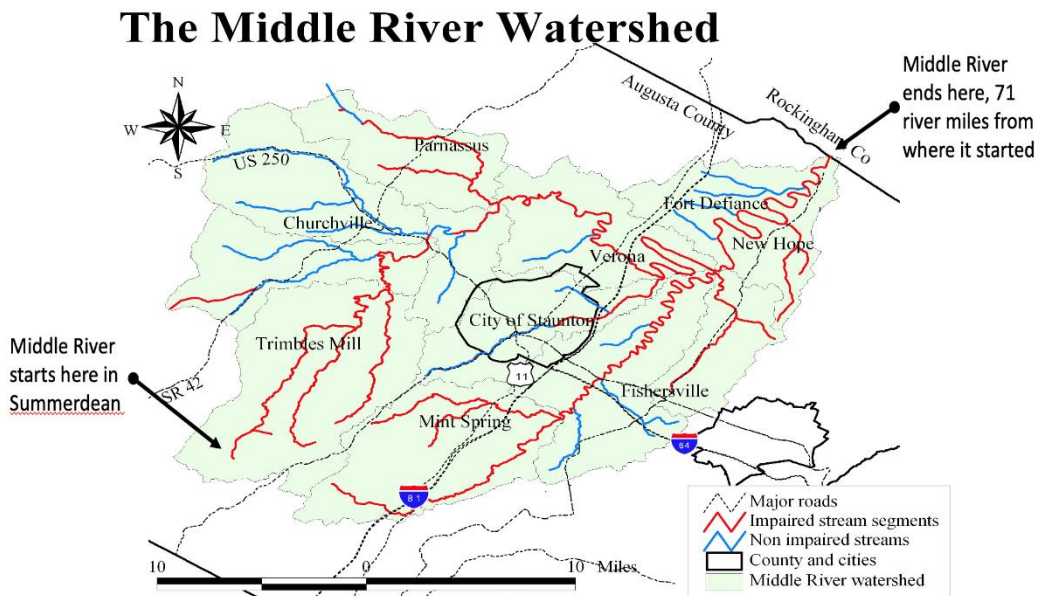 The Middle River Watershed
Middle River
ends here, 71
river miles from
where it started
N
W E
S
US 250
Parnassus
Augusta County
Rockingham Co
Churchville
Fort Defiance
New Hope
Verona
City of Staunton
Trimbles Mill
Middle River
starts here in
Summerdean
SR 42
11
Fishersville
Mint Spring
64
81
Major roads
Impaired stream segments
Non impaired streams
County and cities
Middle River watershed
10 0 10 Miles